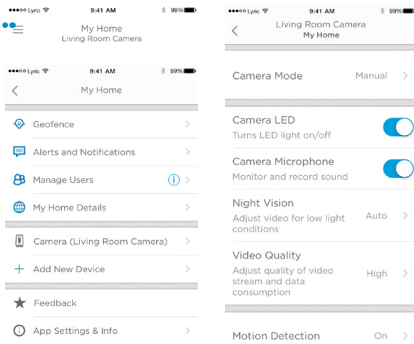 Lyric 9:41 AM 99%
My Home
Living Room Camera
Lyric 9:41 AM 99%
My Home
Geofence
Alerts and Notifications
Manage Users
My Home Details
Camera (Living Room Camera)
Add New Device
Feedback
App Settings & Info
Lyric 9:41 AM 99%
Living Room Camera
My Home
Camera Mode Manual
Camera LED
Turns LED light on/off
Camera Microphone
Monitor and record sound
Night Vision
Adjust video for low light Auto
conditions
Video Quality
Adjust quality of video
stream and data High
consumption
Motion Detection On